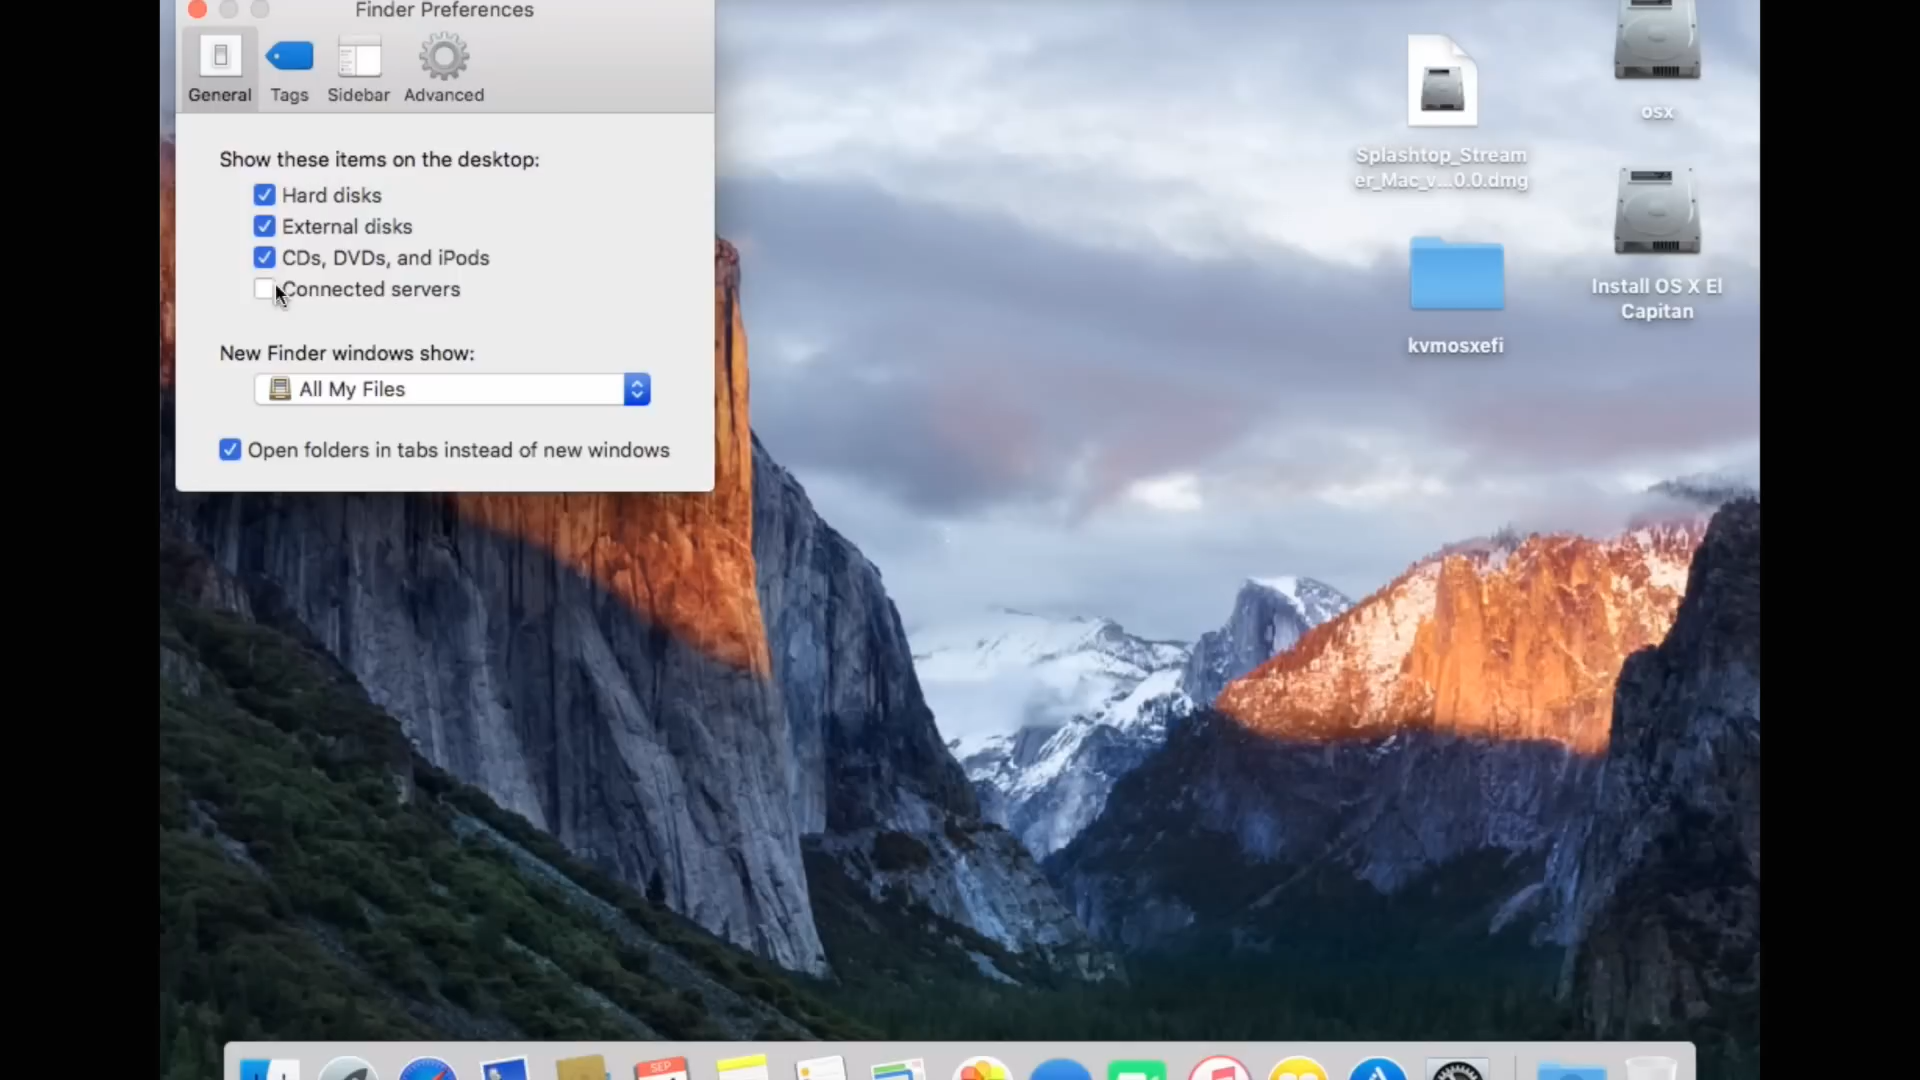 Finder Preferences
General Tags Sidebar Advanced
Show these items on the desktop:
Hard disks
External disks
CDs, DVDs, and iPods
Connected servers
New Finder windows show:
All My Files
Open folders in tabs instead of new windows
Splashtop_Stream
er_Mac_v...0.0.dmg
kvmosxefi
osx
Install OS X El
Capitan
SEP